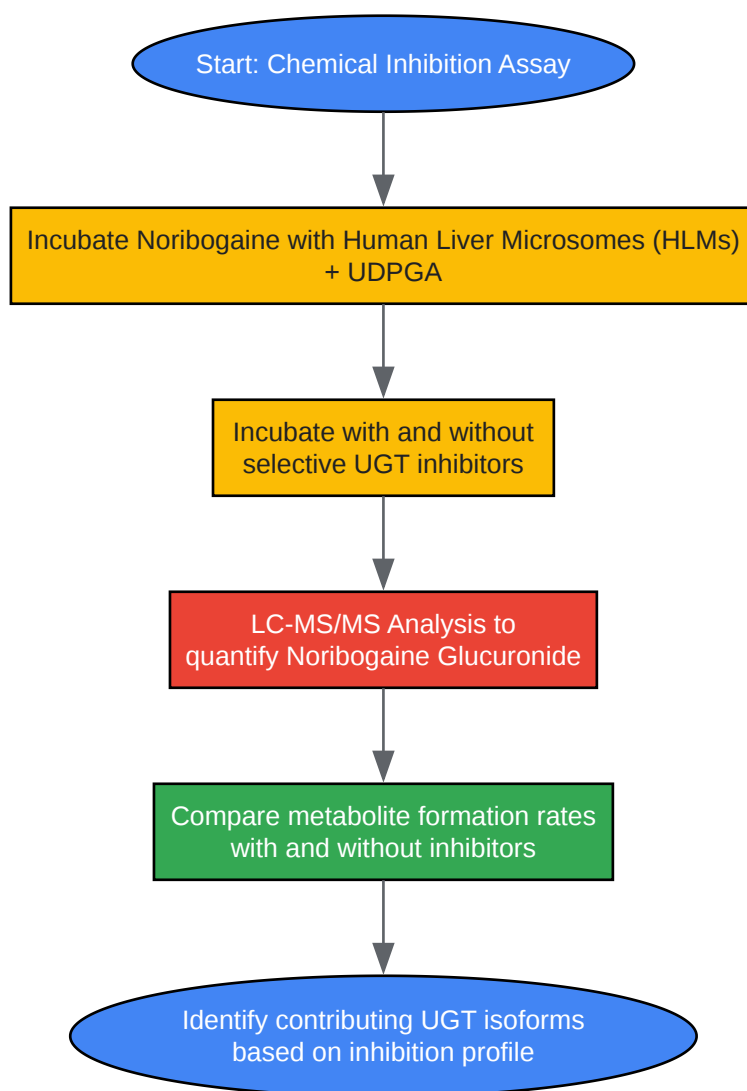 Start: Chemical Inhibition Assay
Incubate Noribogaine with Human Liver Microsomes (HLMs)
+ UDPGA
Incubate with and without
selective UGT inhibitors
LC-MS/MS Analysis to
quantify Noribogaine Glucuronide
Compare metabolite formation rates
with and without inhibitors
Identify contributing UGT isoforms
based on inhibition profile